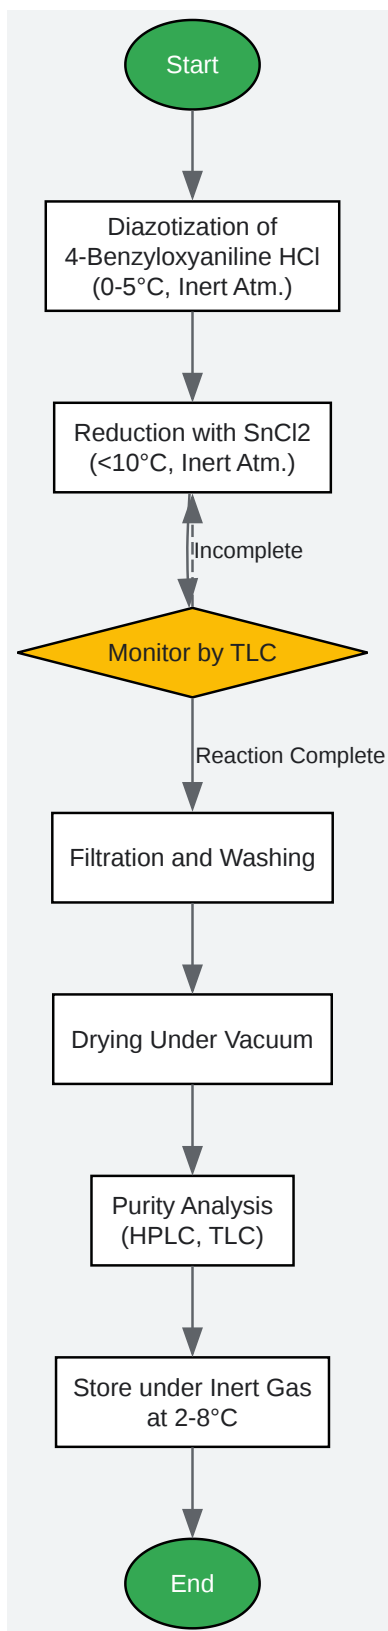 Start
Diazotization of
4-Benzyloxyaniline HCl
(0-5°C, Inert Atm.)
Reduction with SnCl2
(<10°C, Inert Atm.)
Incomplete
Monitor by TLC
Reaction Complete
Filtration and Washing
Drying Under Vacuum
Purity Analysis
(HPLC, TLC)
Store under Inert Gas
at 2-8°C
End